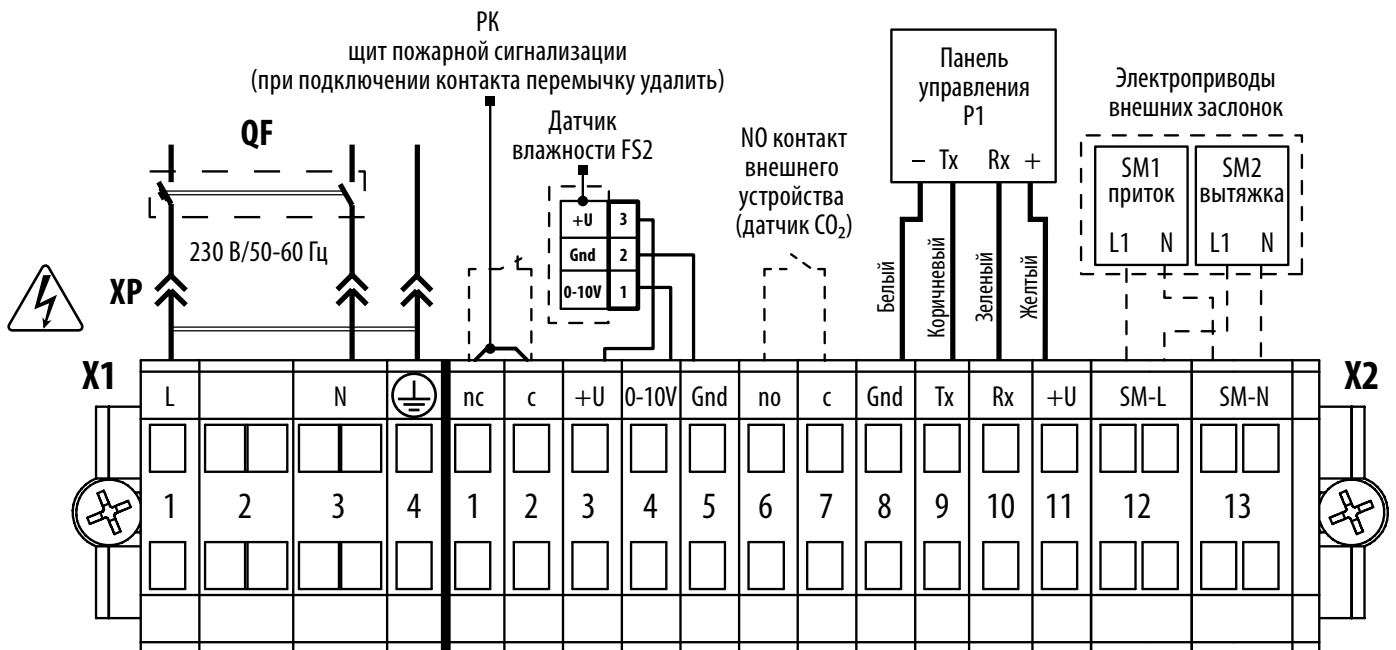 РК
щит пожарной сигнализации
(при подключении контакта перемычку удалить)
QF
230 В/50-60 Гц
XP
Датчик
влажности FS2
+U 3
Gnd 2
0-10V 1
NO контакт
внешнего
устройства
(датчик CO₂)
Панель
управления
P1
– Tx Rx +
Белый
Коричневый
Зеленый
Желтый
Электроприводы
внешних заслонок
SM1
приток
L1 N
SM2
вытяжка
L1 N
X1
X2
L N nc c +U 0-10V Gnd no c Gnd Tx Rx +U SM-L SM-N
1 2 3 4 1 2 3 4 5 6 7 8 9 10 11 12 13